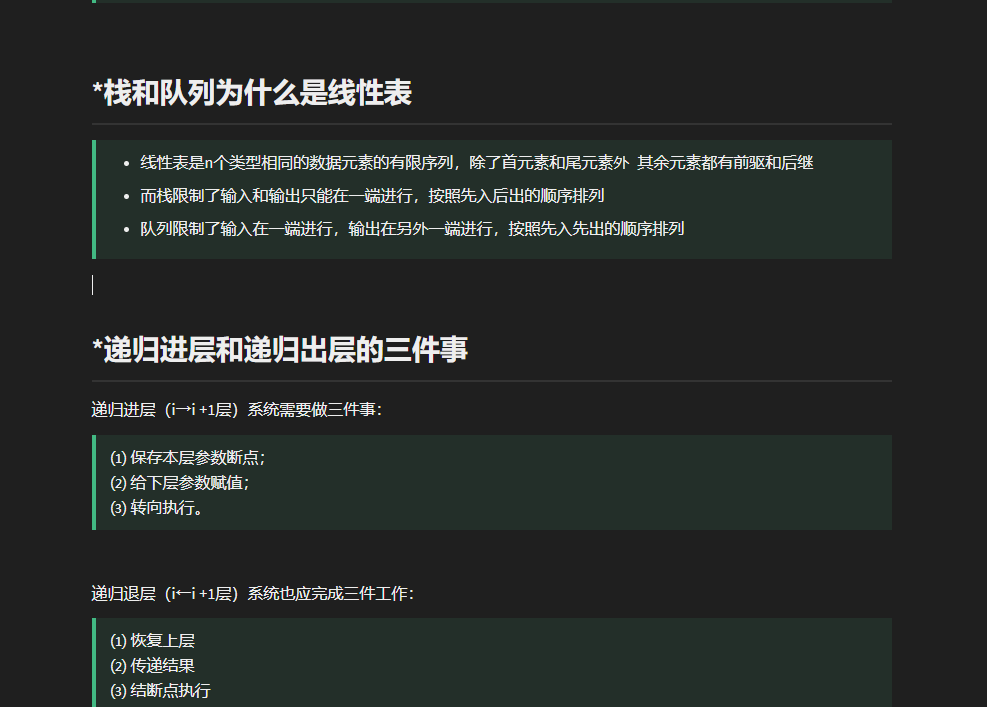 *栈和队列为什么是线性表
线性表是n个类型相同的数据元素的有限序列，除了首元素和尾元素外 其余元素都有前驱和后继
而栈限制了输入和输出只能在一端进行，按照先入后出的顺序排列
队列限制了输入在一端进行，输出在另外一端进行，按照先入先出的顺序排列
*递归进层和递归出层的三件事
递归进层（i→i +1层）系统需要做三件事：
(1) 保存本层参数断点；
(2) 给下层参数赋值；
(3) 转向执行。
递归退层（i←i +1层）系统也应完成三件工作：
(1) 恢复上层
(2) 传递结果
(3) 结断点执行